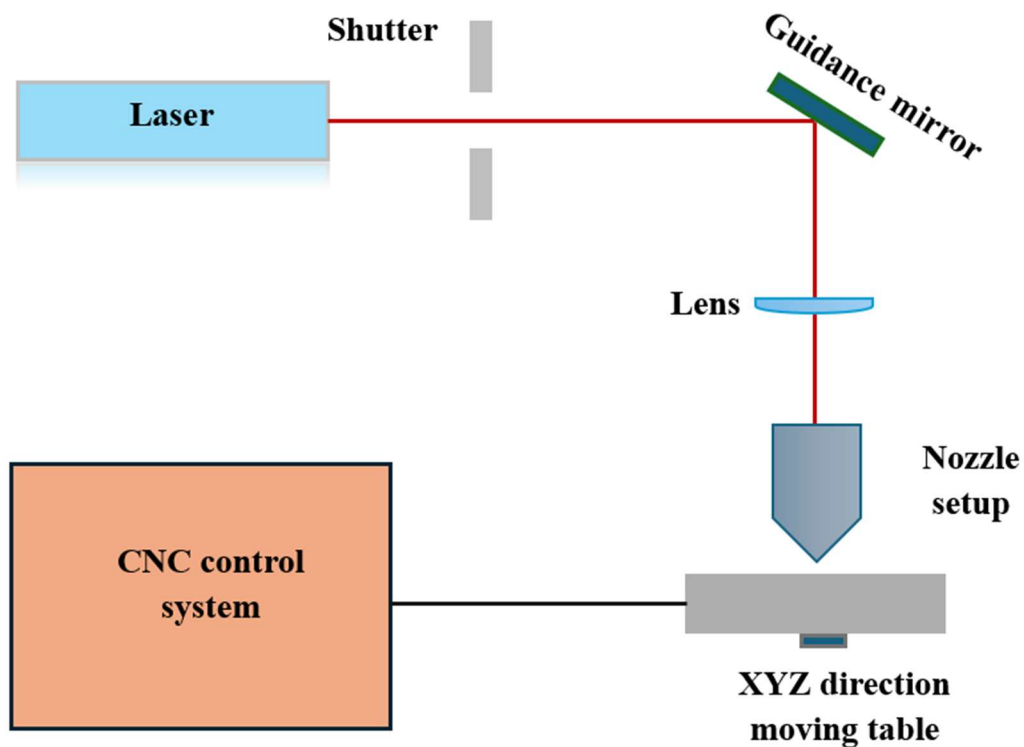 Shutter
Guidance mirror
Laser
Lens
Nozzle
setup
CNC control
system
XYZ direction
moving table